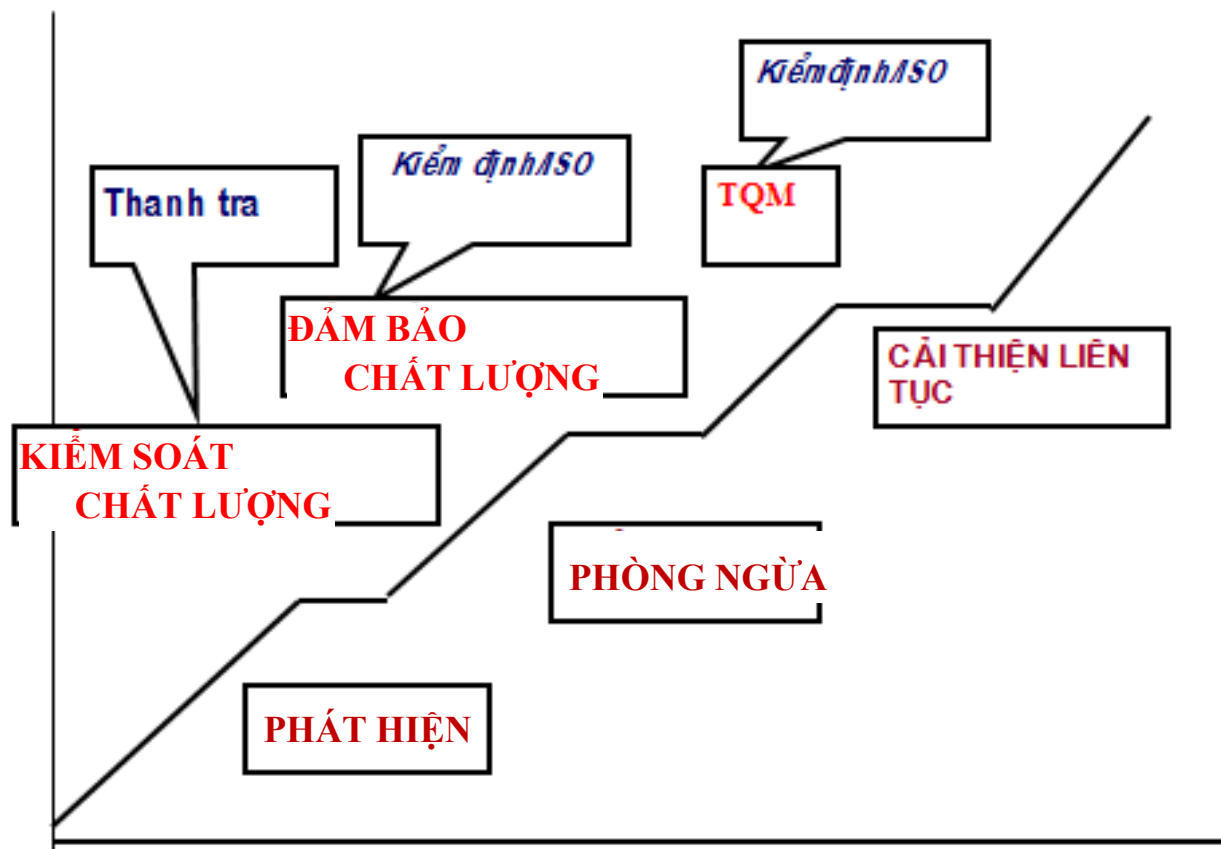 Kiểm định/ISO
Kiểm định/ISO
Thanh tra
TQM
ĐẢM BẢO
CHẤT LƯỢNG
CẢI THIỆN LIÊN
TỤC
KIỂM SOÁT
CHẤT LƯỢNG
PHÒNG NGỪA
PHÁT HIỆN